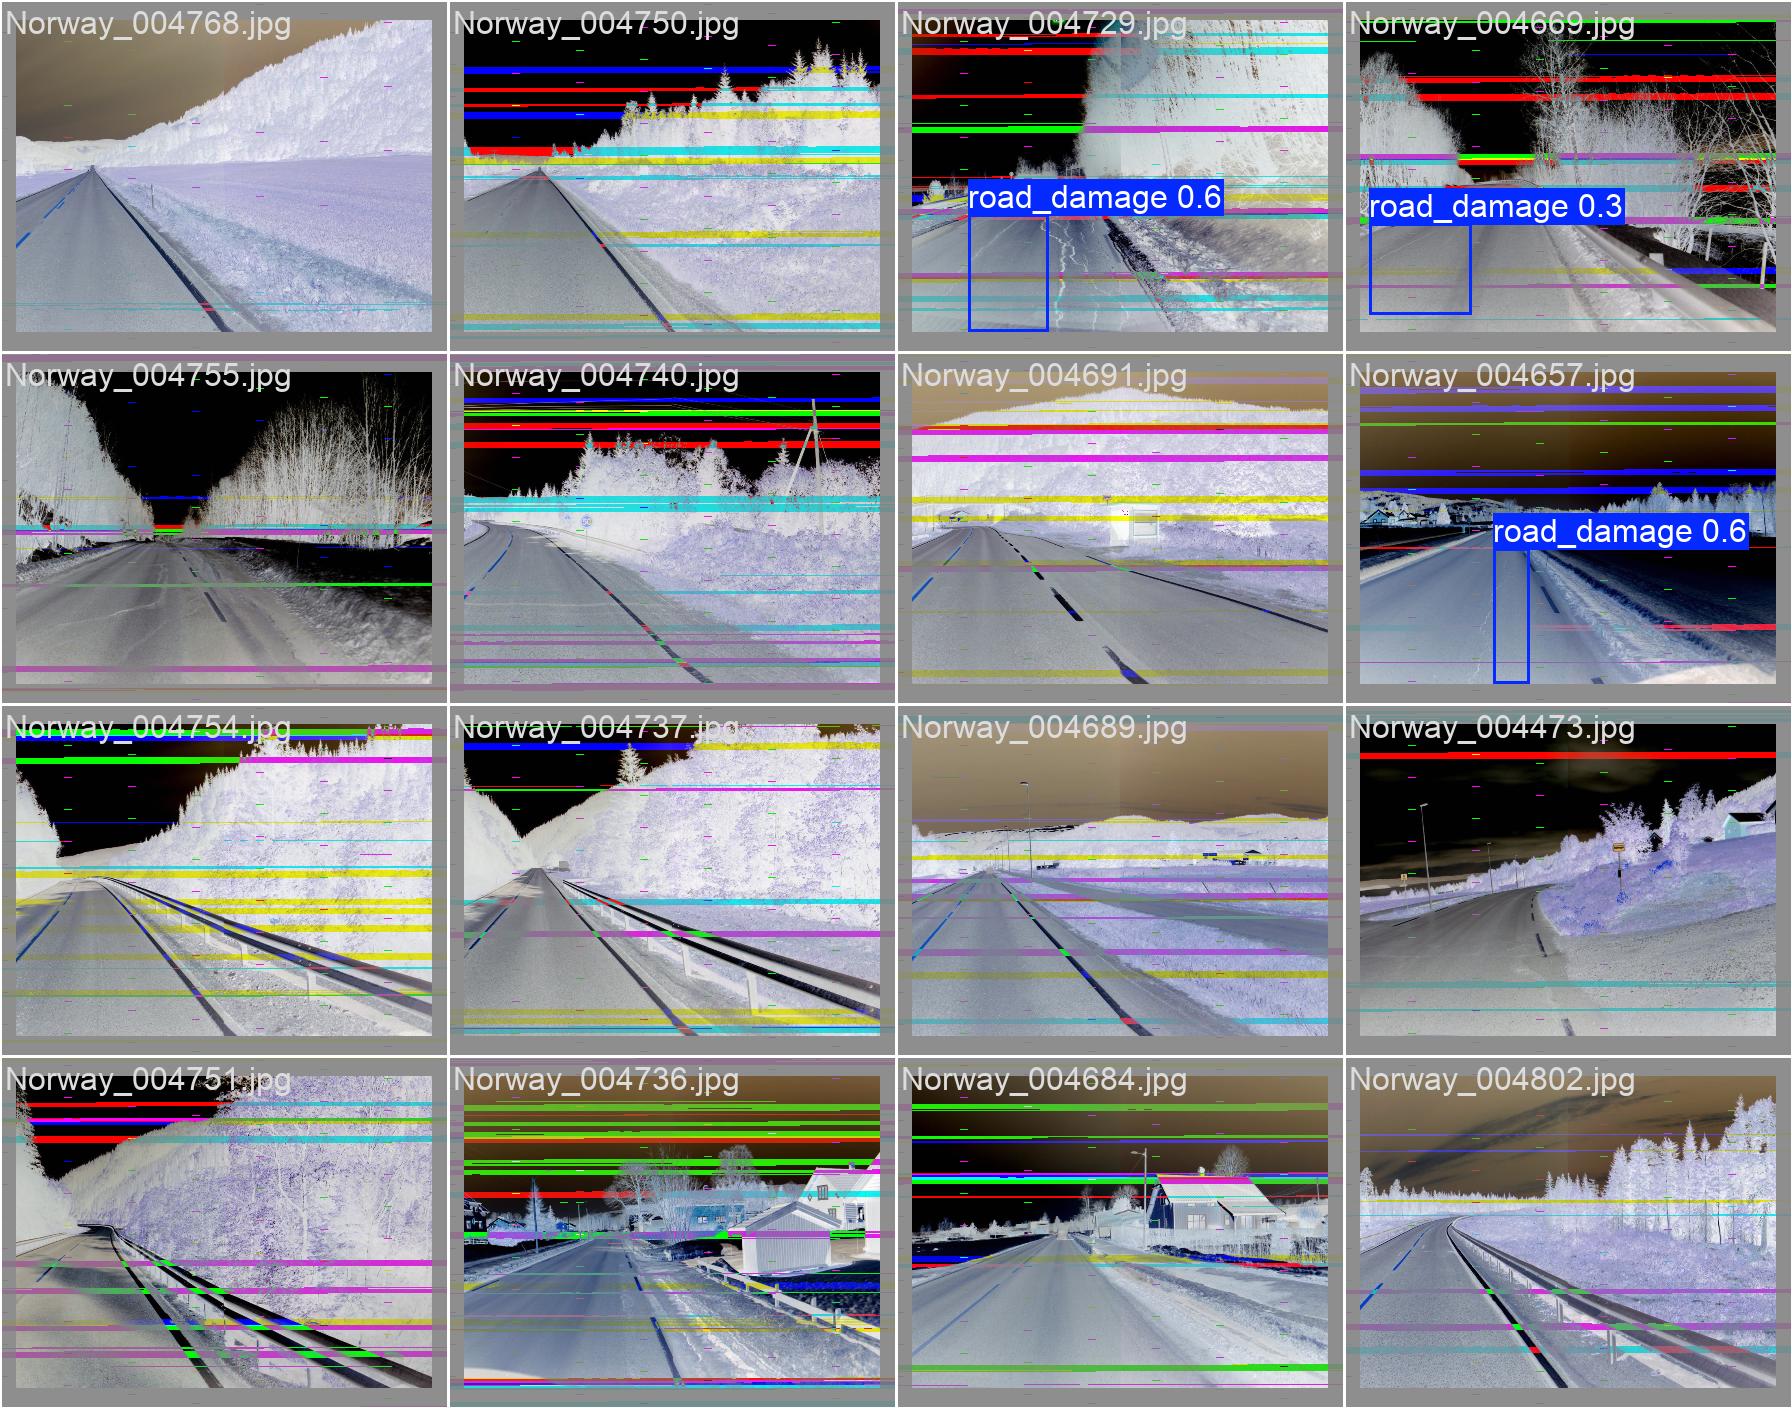 Norway_004768.jpg
Norway_004750.jpg
Norway_004729.jpg
Norway_004669.jpg
road_damage 0.6
road_damage 0.3
Norway_004755.jpg
Norway_004740.jpg
Norway_004691.jpg
Norway_004657.jpg
road_damage 0.6
Norway_004754.jpg
Norway_004737.jpg
Norway_004689.jpg
Norway_004473.jpg
Norway_004751.jpg
Norway_004736.jpg
Norway_004684.jpg
Norway_004802.jpg